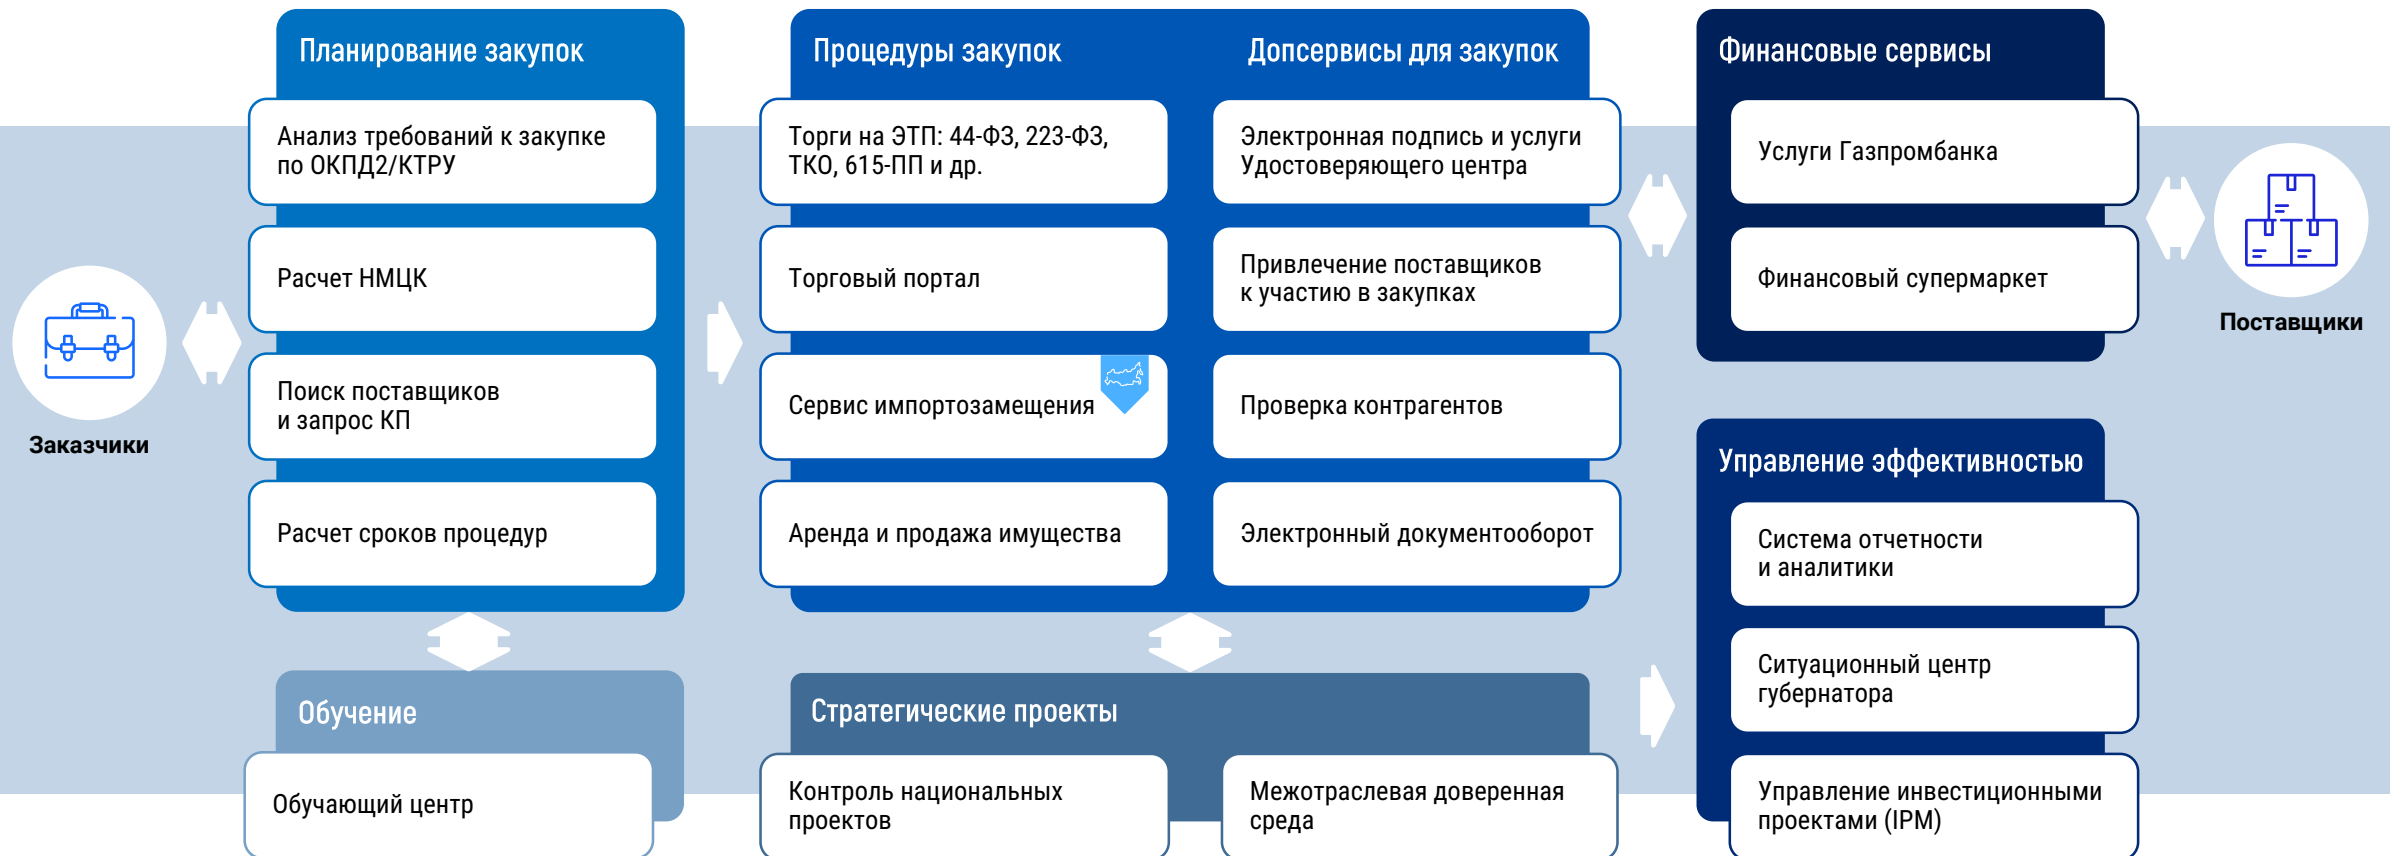 Заказчики
Планирование закупок
Анализ требований к закупке
по ОКПД2/КТРУ
Расчет НМЦК
Поиск поставщиков
и запрос КП
Расчет сроков процедур
Обучение
Обучающий центр
Процедуры закупок
Торги на ЭТП: 44-ФЗ, 223-ФЗ,
ТКО, 615-ПП и др.
Торговый портал
Сервис импортозамещения
Аренда и продажа имущества
Допсервисы для закупок
Электронная подпись и услуги
Удостоверяющего центра
Привлечение поставщиков
к участию в закупках
Проверка контрагентов
Электронный документооборот
Стратегические проекты
Контроль национальных
проектов
Межотраслевая доверенная
среда
Финансовые сервисы
Услуги Газпромбанка
Финансовый супермаркет
Управление эффективностью
Система отчетности
и аналитики
Ситуационный центр
губернатора
Управление инвестиционными
проектами (IPM)
Поставщики